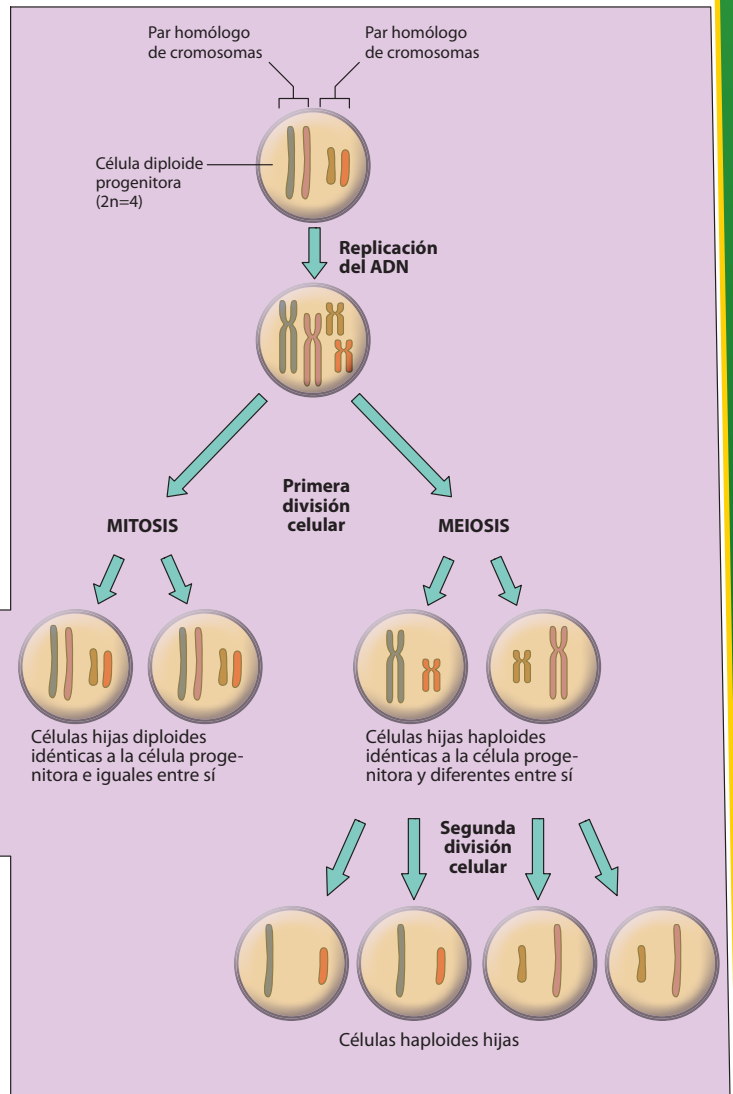 Par homólogo
de cromosomas
Par homólogo
de cromosomas
Célula diploide
progenitora
(2n=4)
Replicación
del ADN
Primera
división
celular
MITOSIS
MEIOSIS
Células hijas diploides
idénticas a la célula proge-
nitora e iguales entre sí
Células hijas haploides
idénticas a la célula proge-
nitora y diferentes entre sí
Segunda
división
celular
Células haploides hijas